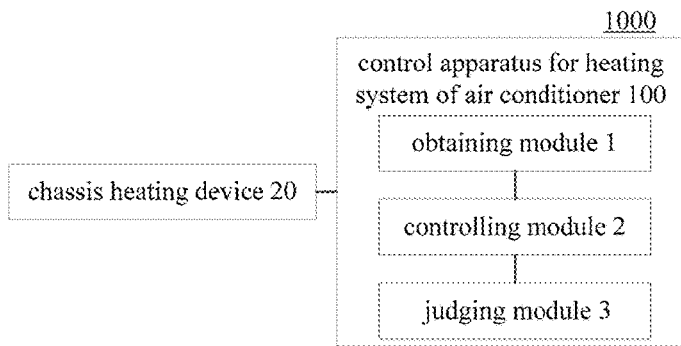 1000
control apparatus for heating
system of air conditioner 100
obtaining module 1
chassis heating device 20
controlling module 2
judging module 3